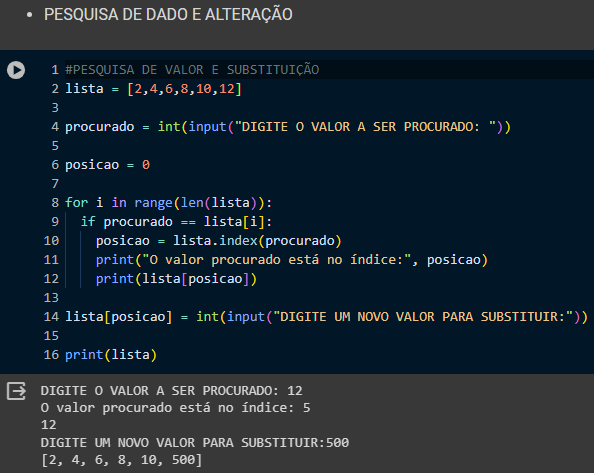 • PESQUISA DE DADO E ALTERAÇÃO
1 #PESQUISA DE VALOR E SUBSTITUIÇÃO
2 lista = [2,4,6,8,10,12]
3
4 procurado = int(input("DIGITE O VALOR A SER PROCURADO: "))
5
6 posicao = 0
7
8 for i in range(len(lista)):
9   if procurado == lista[i]:
10     posicao = lista.index(procurado)
11     print("O valor procurado está no índice:", posicao)
12     print(lista[posicao])
13
14 lista[posicao] = int(input("DIGITE UM NOVO VALOR PARA SUBSTITUIR:"))
15
16 print(lista)
DIGITE O VALOR A SER PROCURADO: 12
O valor procurado está no índice: 5
12
DIGITE UM NOVO VALOR PARA SUBSTITUIR:500
[2, 4, 6, 8, 10, 500]